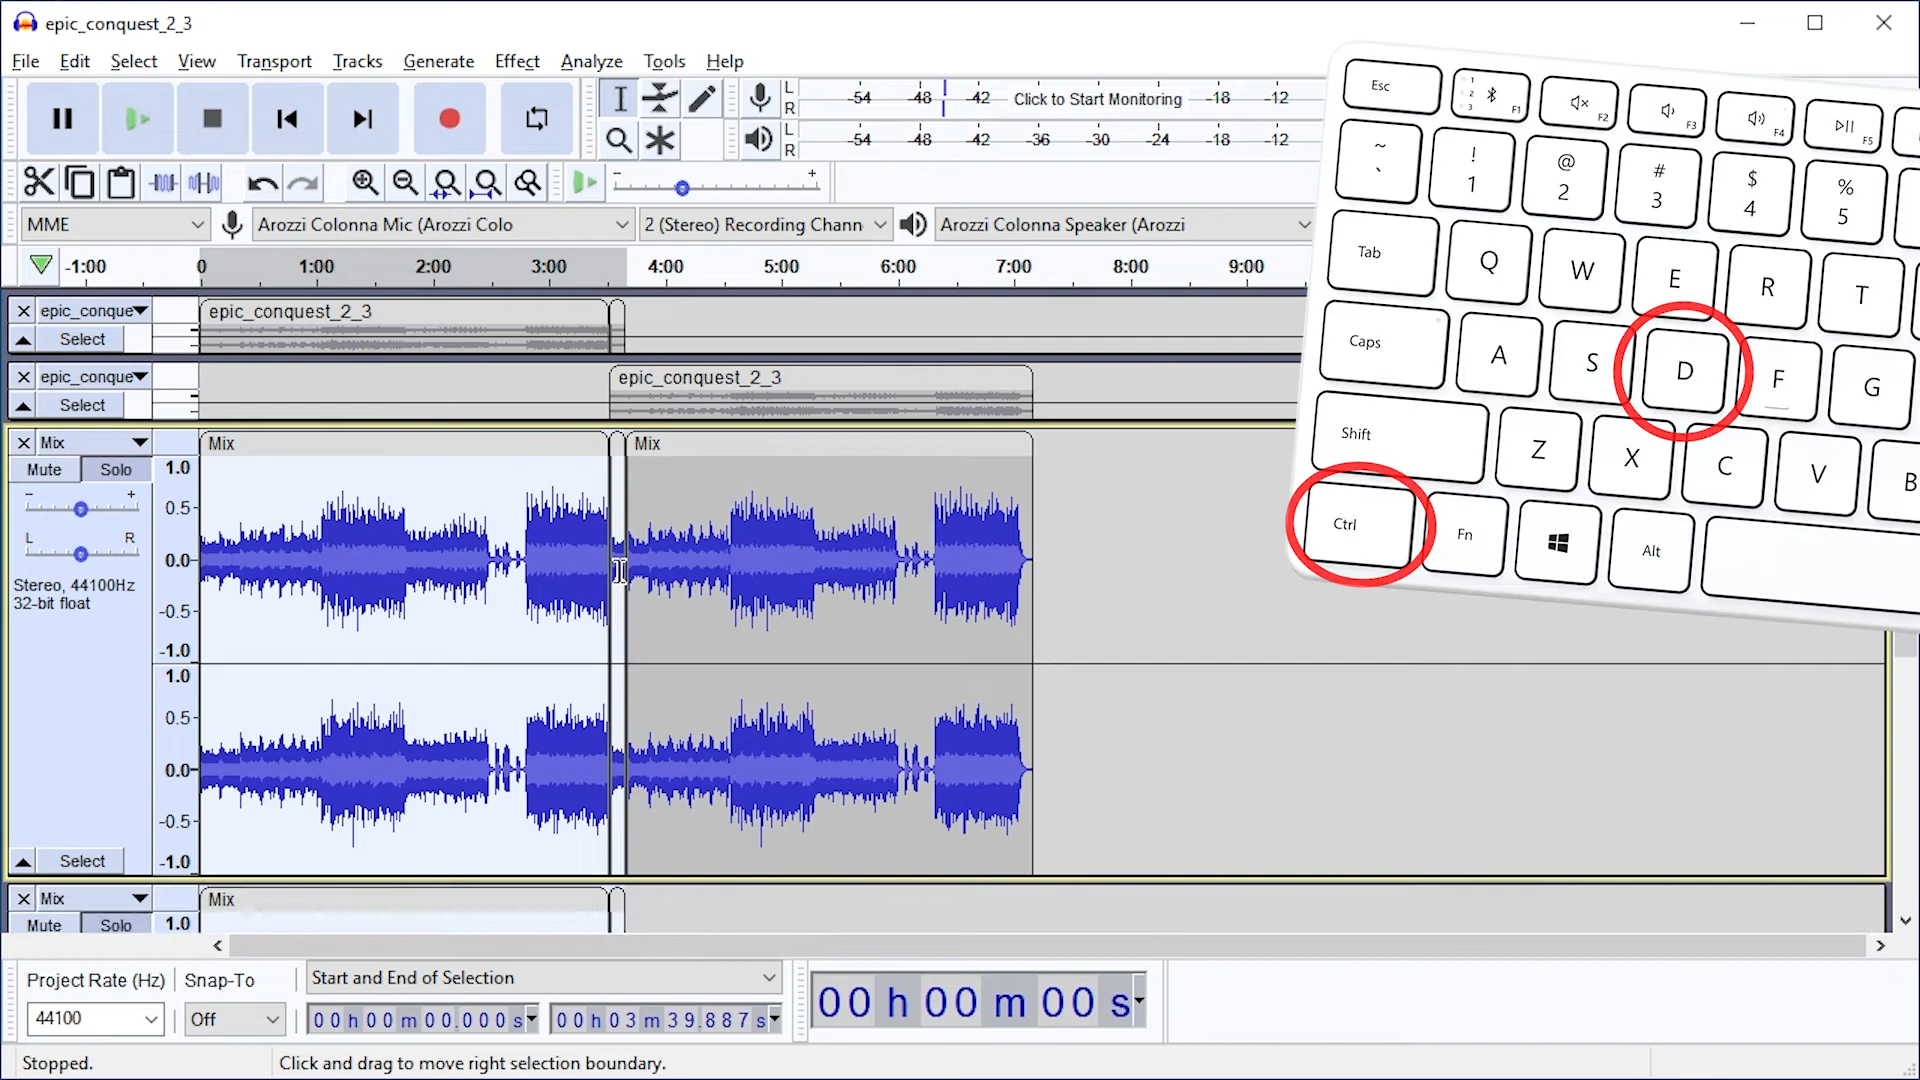 epic_conquest_2_3
File Edit Select View Transport Tracks Generate Effect Analyze Tools Help
L -54 -48 -42 Click to Start Monitoring -18 -12
R
L -54 -48 -42 -36 -30 -24 -18 -12
R
- +
MME Arozzi Colonna Mic (Arozzi Colo 2 (Stereo) Recording Chann Arozzi Colonna Speaker (Arozzi
-1:00 0 1:00 2:00 3:00 4:00 5:00 6:00 7:00 8:00 9:00
epic_conque epic_conquest_2_3
Select
epic_conque epic_conquest_2_3
Select
Mix Mix Mix
Mute Solo 1.0
- +
0.5
L R
0.0
Stereo, 44100Hz
32-bit float
-0.5
-1.0
1.0
0.5
0.0
-0.5
Select -1.0
Mix Mix
Mute Solo 1.0
Project Rate (Hz) Snap-To Start and End of Selection
44100 Off 00h00m00.000s 00h03m39.887s
00h00m00s
Stopped. Click and drag to move right selection boundary.
Esc 1 2 3 F1 F2 F3 F4 F5
~ ` ! 1 @ 2 # 3 $ 4 % 5
Tab Q W E R T
Caps A S D F G
Shift Z X C V B
Ctrl Fn Alt